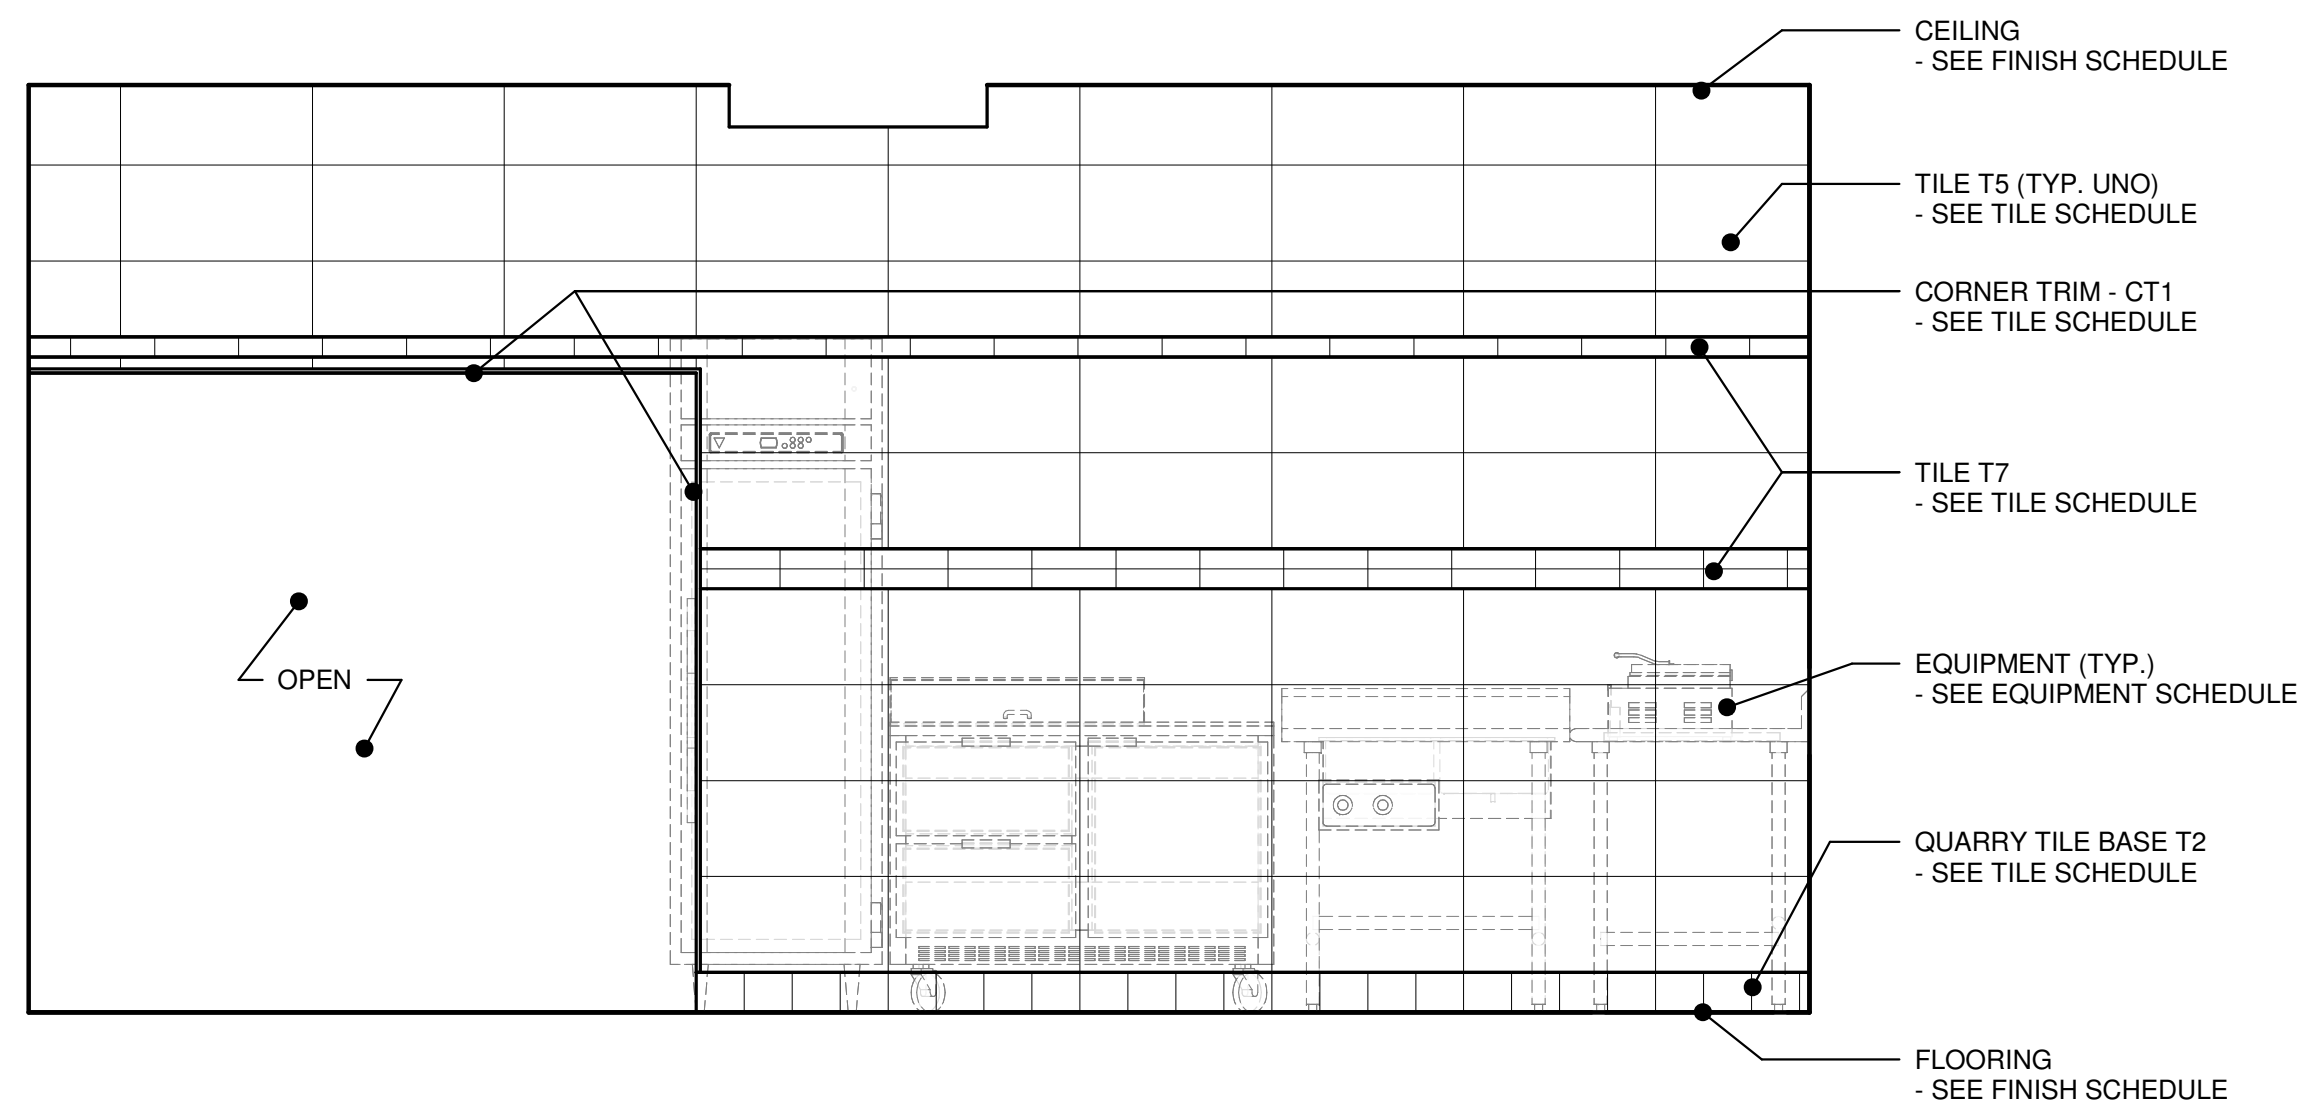 CEILING
- SEE FINISH SCHEDULE
TILE T5 (TYP. UNO)
- SEE TILE SCHEDULE
CORNER TRIM - CT1
- SEE TILE SCHEDULE
TILE T7
- SEE TILE SCHEDULE
EQUIPMENT (TYP.)
- SEE EQUIPMENT SCHEDULE
OPEN
QUARRY TILE BASE T2
- SEE TILE SCHEDULE
FLOORING
- SEE FINISH SCHEDULE